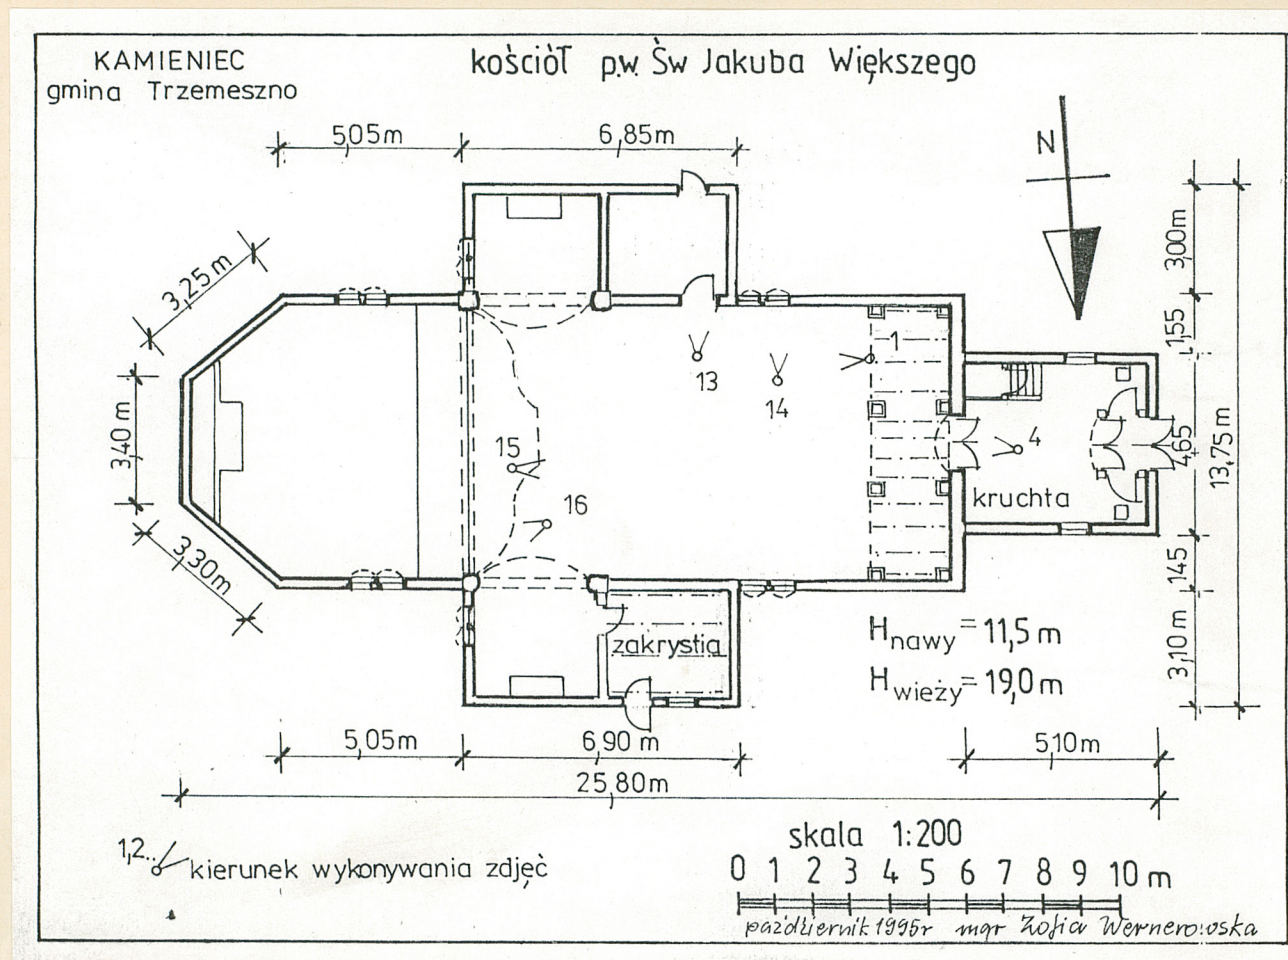 KAMIENIEC
gmina Trzemeszno
kościół p.w. Św Jakuba Większego
5,05m
6,85m
N
3,25 m
3,00m
1,55
13
14
1
3,40 m
15
16
4
4,65
13,75 m
kruchta
3,30m
1,45
zakrystia
H nawy = 11,5 m
3,10 m
H wieży = 19,0 m
5,05m
6,90 m
5,10m
25,80m
skala 1:200
1,2.. kierunek wykonywania zdjęć
0 1 2 3 4 5 6 7 8 9 10 m
październik 1995r mgr Zofia Wernerowska